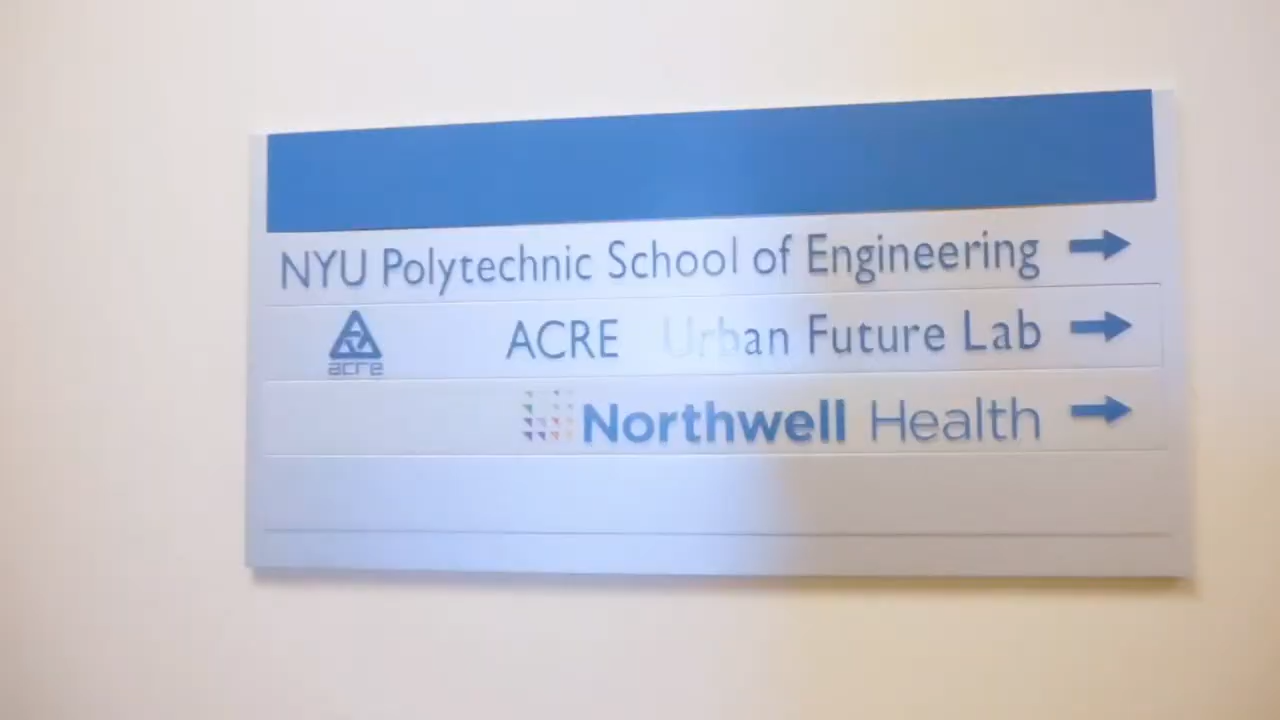 NYU Polytechnic School of Engineering
acre ACRE Urban Future Lab
Northwell Health